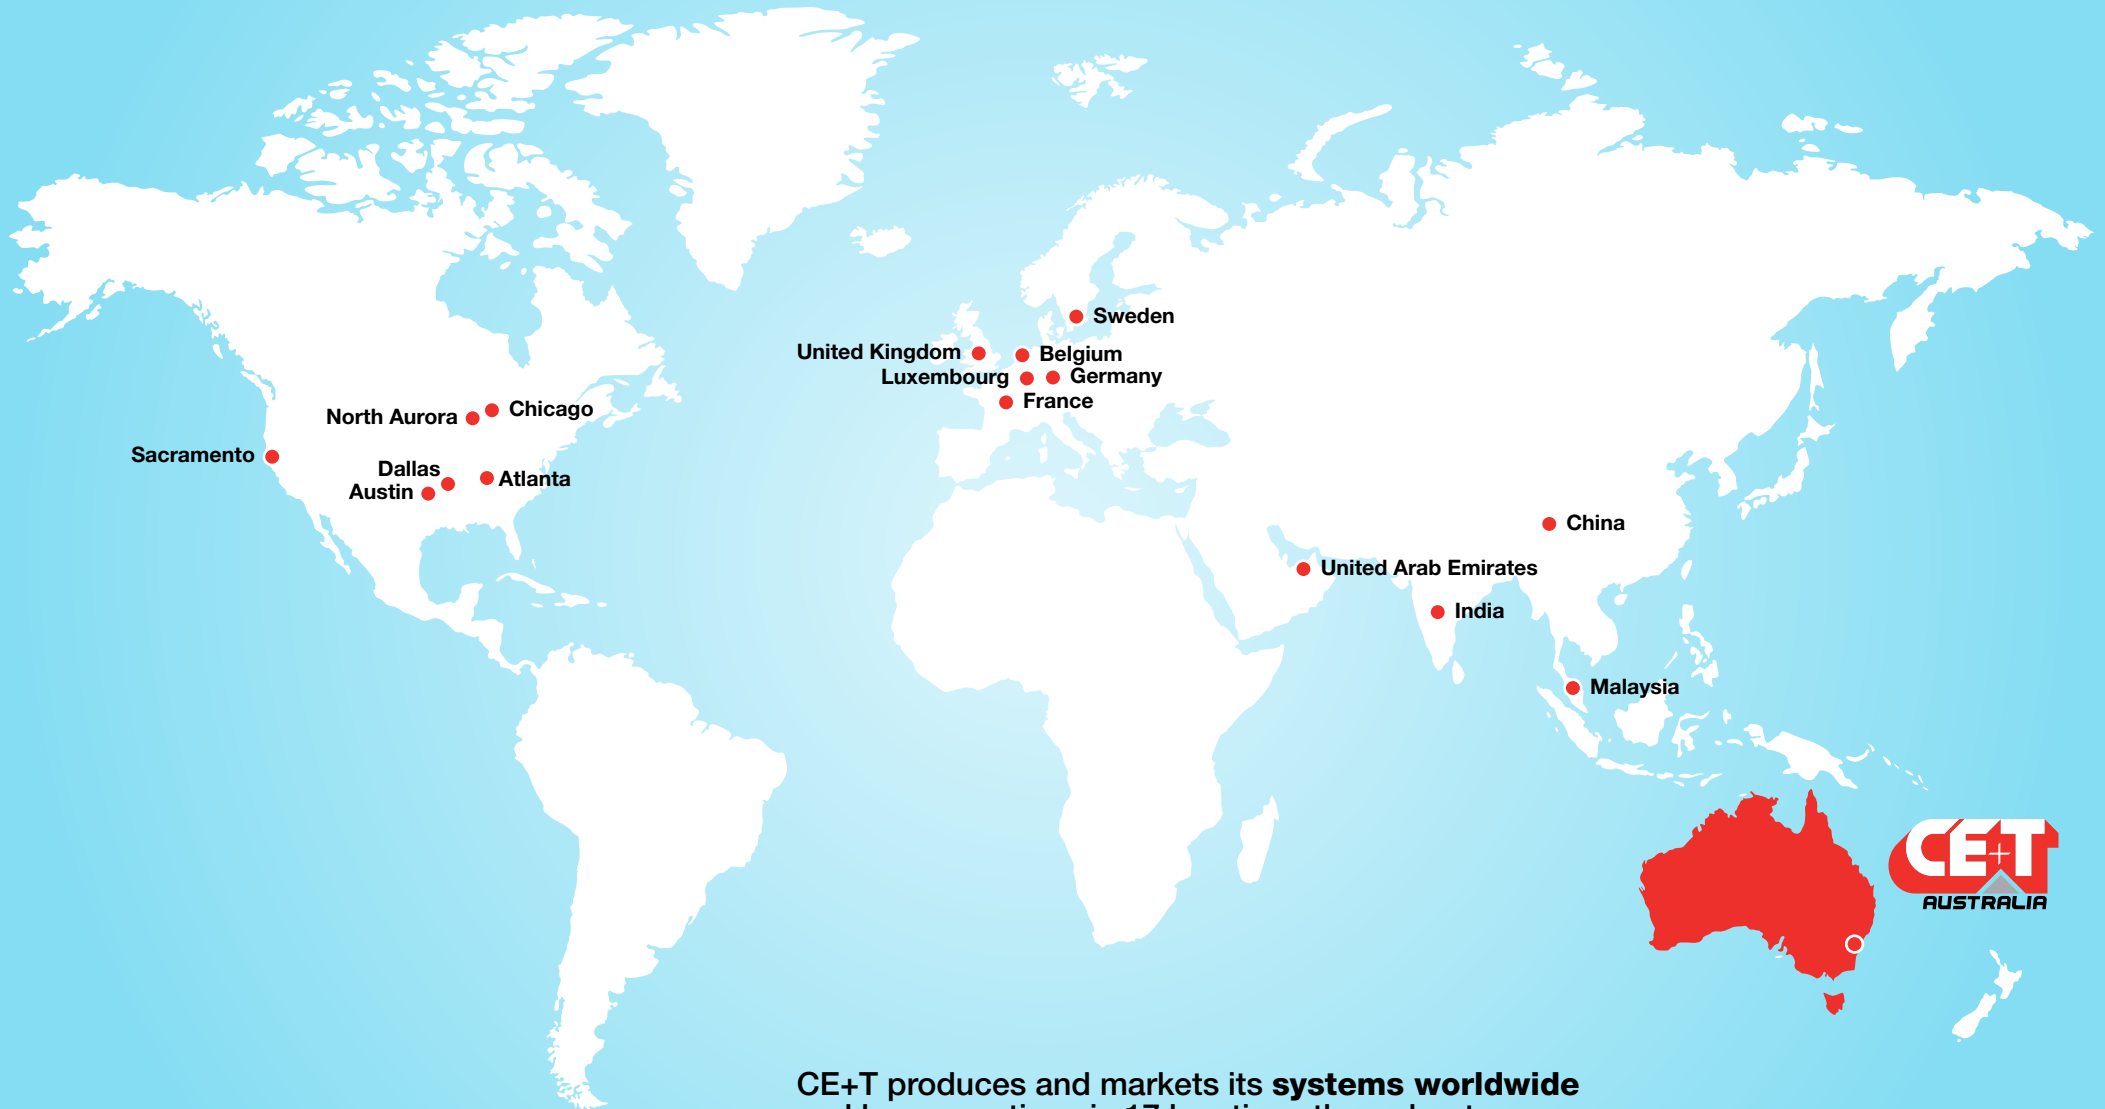 Sweden
United Kingdom
Belgium
Luxembourg
Germany
France
North Aurora
Chicago
Sacramento
Dallas
Austin
Atlanta
China
United Arab Emirates
India
Malaysia
CE+T
AUSTRALIA
CE+T produces and markets its systems worldwide